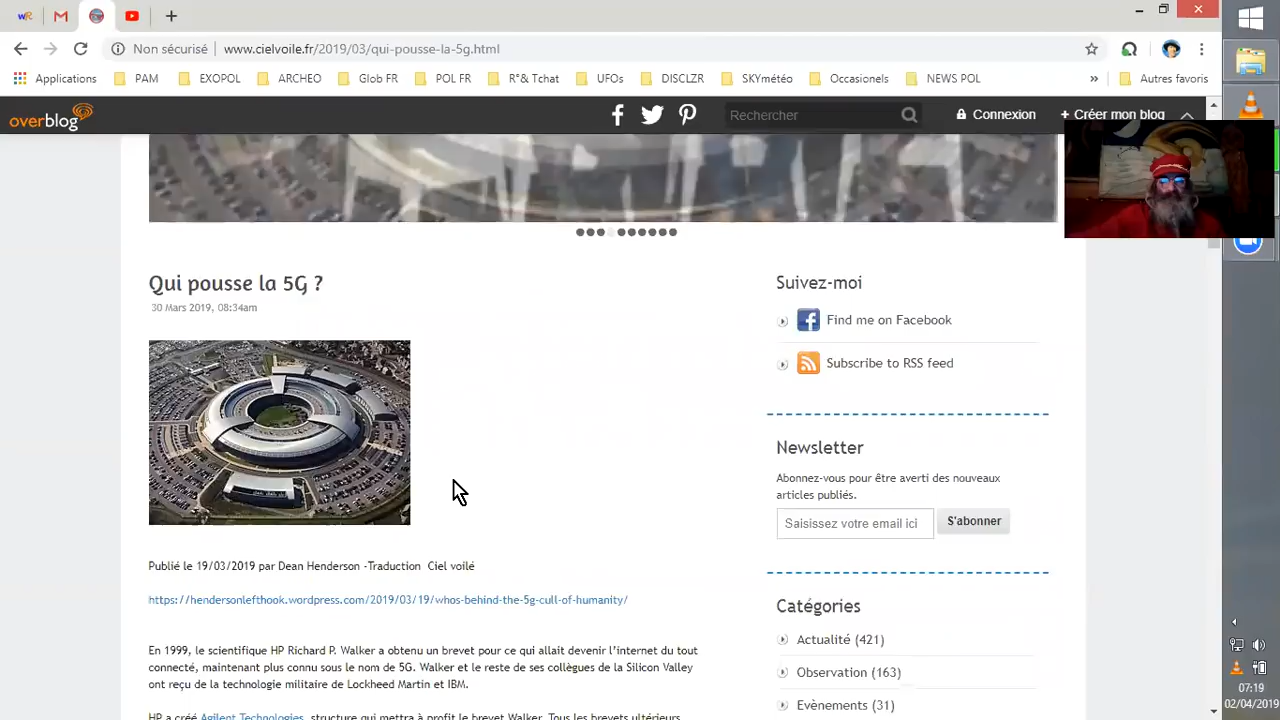 Non sécurisé
www.cielvoile.fr/2019/03/qui-pousse-la-5g.html
Applications PAM EXOPOL ARCHEO Glob FR POL FR R°& Tchat UFOs DISCLZR SKYmétéo Occasionels NEWS POL » Autres favoris
overblog Rechercher Connexion + Créer mon blog
Qui pousse la 5G ?
30 Mars 2019, 08:34am
Publié le 19/03/2019 par Dean Henderson -Traduction Ciel voilé
https://hendersonlefthook.wordpress.com/2019/03/19/whos-behind-the-5g-cull-of-humanity/
En 1999, le scientifique HP Richard P. Walker a obtenu un brevet pour ce qui allait devenir l'internet du tout
connecté, maintenant plus connu sous le nom de 5G. Walker et le reste de ses collègues de la Silicon Valley
ont reçu de la technologie militaire de Lockheed Martin et IBM.
HP a créé Agilent Technologies, structure qui mettra à profit le brevet Walker. Tous les brevets ultérieurs
Suivez-moi
Find me on Facebook
Subscribe to RSS feed
Newsletter
Abonnez-vous pour être averti des nouveaux
articles publiés.
Saisissez votre email ici S'abonner
Catégories
Actualité (421)
Observation (163)
Evènements (31)
07:19
02/04/2019